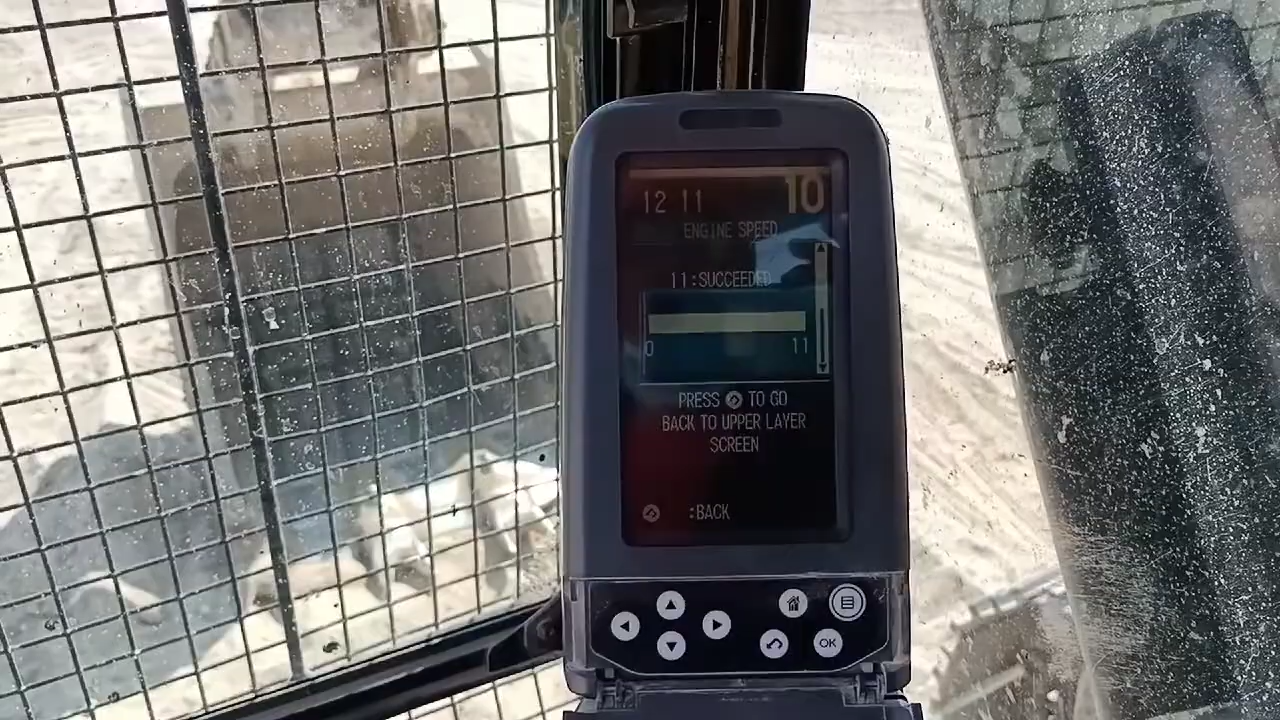 12 11 10
ENGINE SPEED
11:SUCCEEDED
0 11
PRESS TO GO
BACK TO UPPER LAYER
SCREEN
:BACK
OK